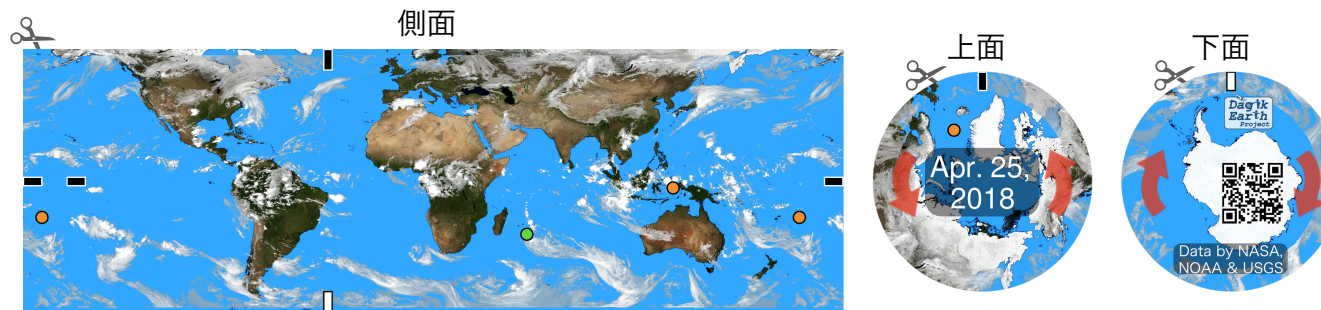 側面
上面
下面
Dagik
Earth
Project
Apr. 25,
2018
Data by NASA,
NOAA & USGS